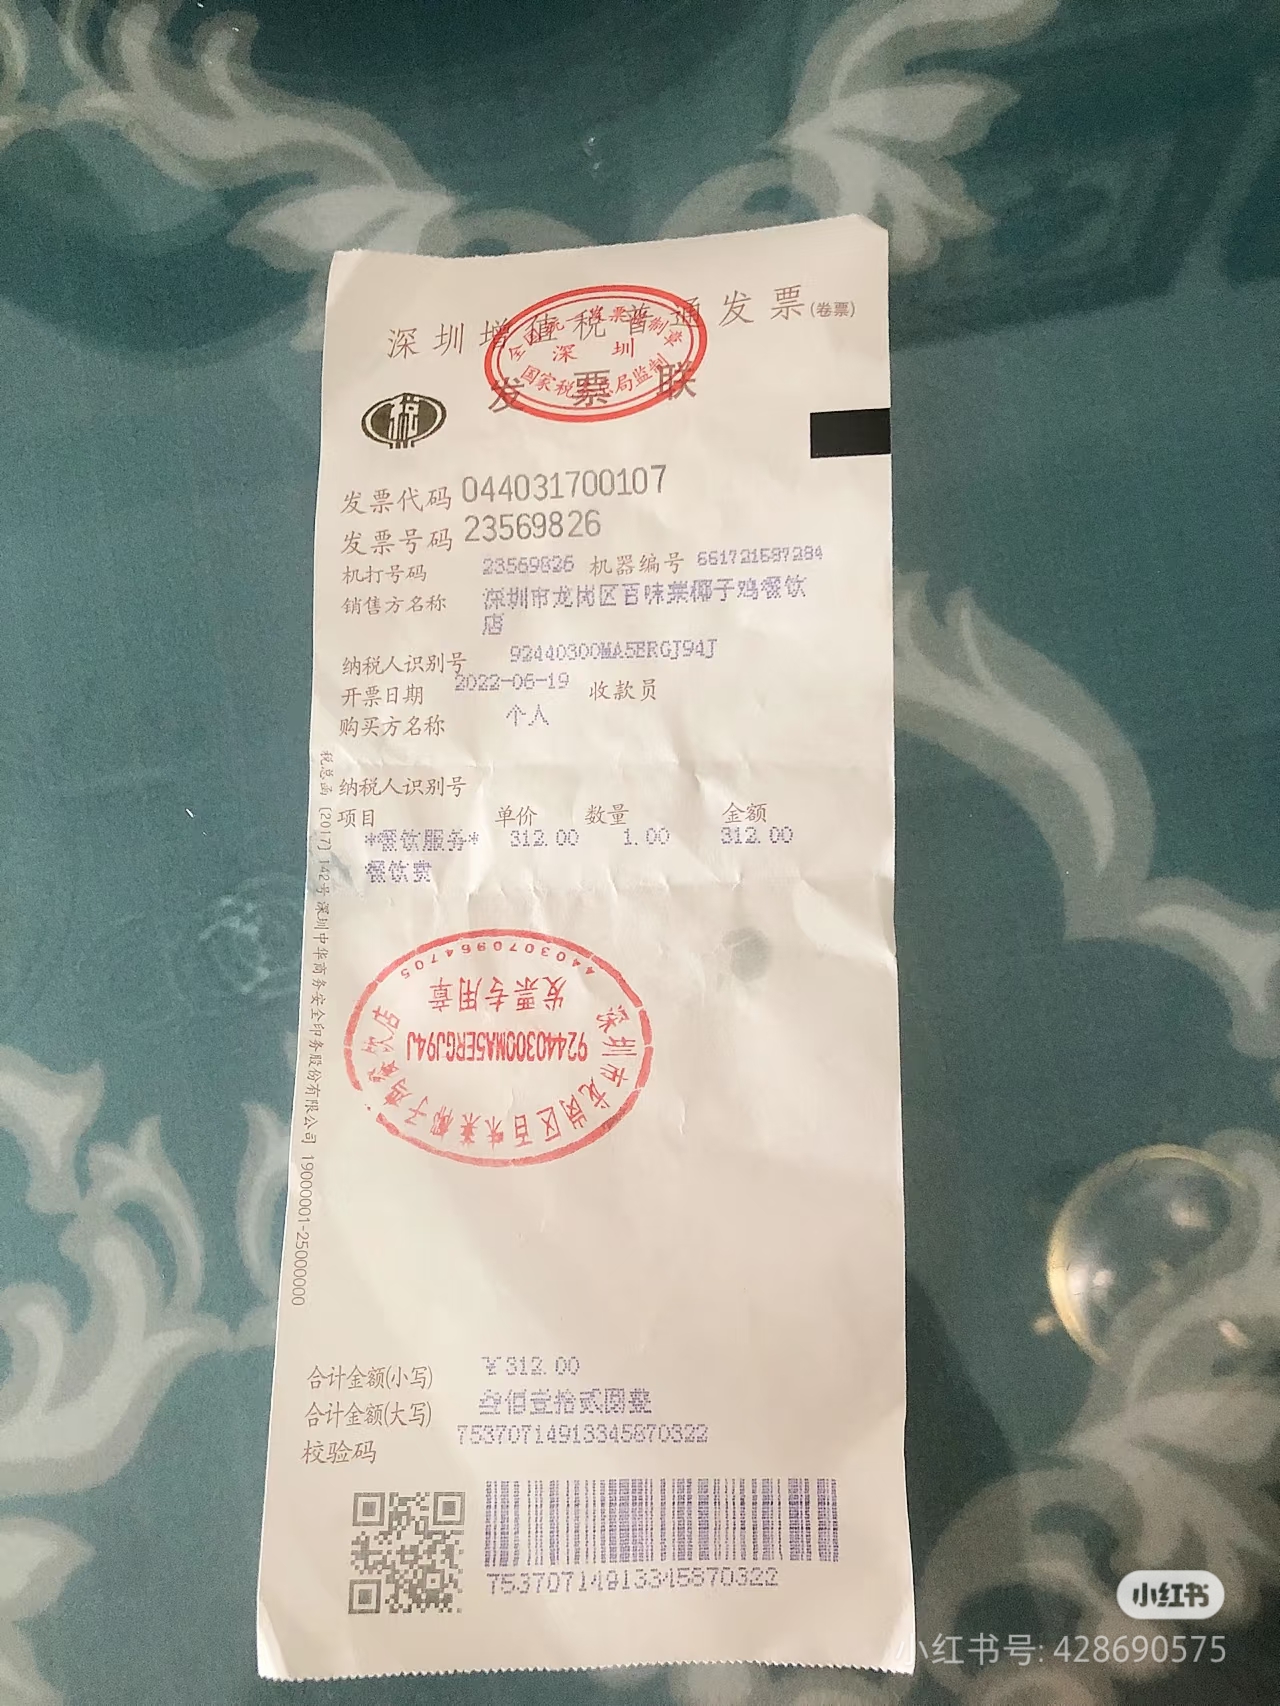 深圳增值税普通发票(卷票)
全国统一发票监制章
深圳
国家税务总局监制
发票联
发票代码 044031700107
发票号码 23569826
机打号码 23569826 机器编号 661721587284
销售方名称 深圳市龙岗区百味棠椰子鸡餐饮
店
纳税人识别号 92440300MA5ERGJ94J
开票日期 2022-06-19 收款员
购买方名称 个人
纳税人识别号
项目 单价 数量 金额
*餐饮服务* 312.00 1.00 312.00
餐饮费
税总函〔2017〕142号 深圳中华商务安全印务股份有限公司 19000001-25000000
深圳市龙岗区百味棠椰子鸡餐饮店
92440300MA5ERGJ94J
发票专用章
4403070964705
合计金额(小写) ¥312.00
合计金额(大写) 叁佰壹拾贰圆整
校验码 75370714913345870322
75370714913345870322
小红书
小红书号: 428690575